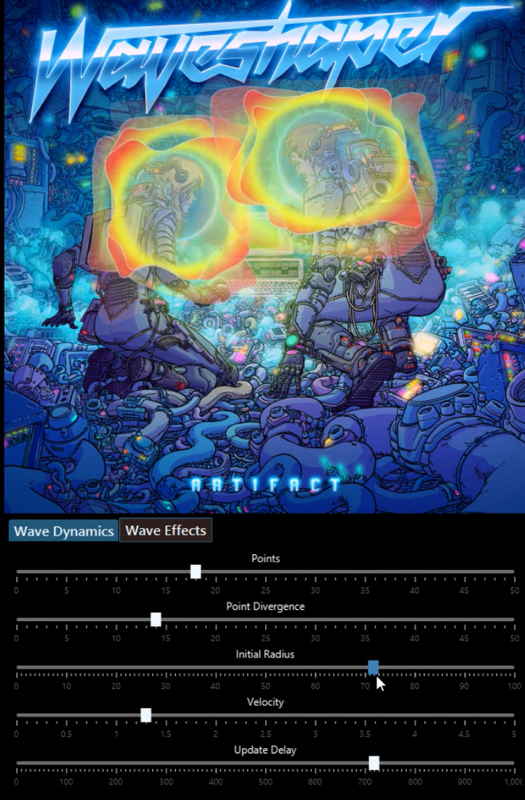 Waveshaper
ARTIFACT
Wave Dynamics Wave Effects
Points
0 5 10 15 20 25 30 35 40 45 50
Point Divergence
0 5 10 15 20 25 30 35 40 45 50
Initial Radius
0 10 20 30 40 50 60 70 80 90 100
Velocity
0 0.5 1 1.5 2 2.5 3 3.5 4 4.5 5
Update Delay
0 100 200 300 400 500 600 700 800 900 1,000